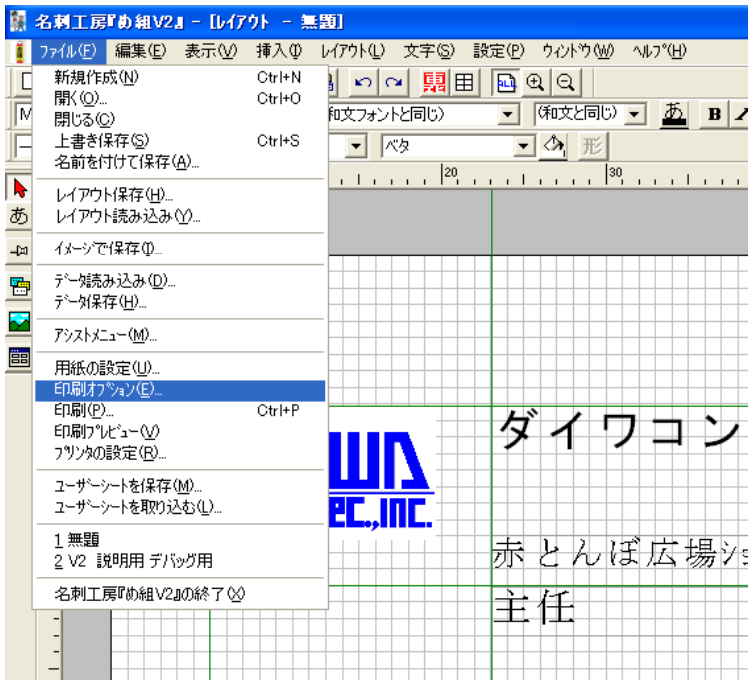 名刺工房『め組V2』 - [レイアウト - 無題]
ファイル(F) 編集(E) 表示(V) 挿入(I) レイアウト(L) 文字(S) 設定(P) ウィンドウ(W) ヘルプ(H)
新規作成(N) Ctrl+N
開く(O)...
Ctrl+O
閉じる(C)
上書き保存(S) Ctrl+S
名前を付けて保存(A)...
レイアウト保存(H)...
レイアウト読み込み(Y)...
イメージで保存(I)...
データ読み込み(D)...
データ保存(H)...
アシストメニュー(M)...
用紙の設定(U)...
印刷オプション(E)...
印刷(P)... Ctrl+P
印刷プレビュー(V)
プリンタの設定(R)...
ユーザーシートを保存(M)...
ユーザーシートを取り込む(L)...
1 無題
2 V2 説明用 デバッグ用
名刺工房『め組V2』の終了(X)
ALL
和文フォントと同じ)
(和文と同じ)
あ B
ベタ
形
20 30
あ
ダイワコン
WA
ec.,inc.
赤とんぼ広場ショ
主任